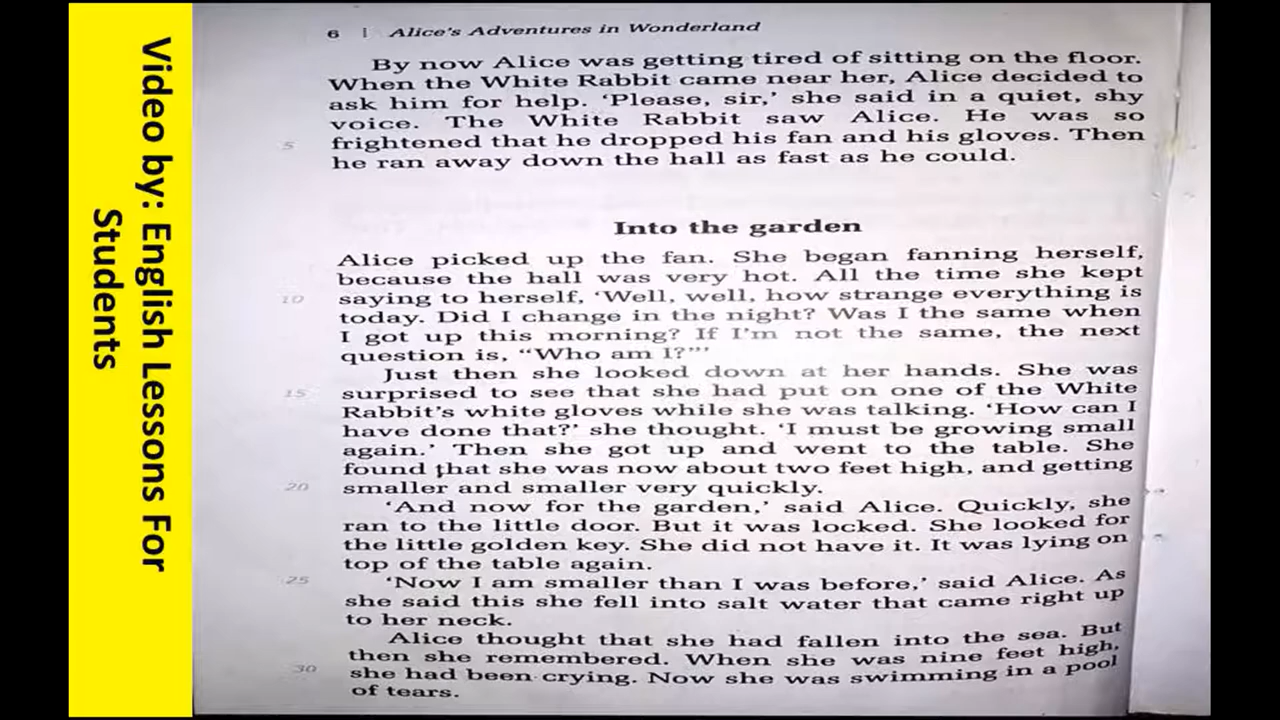 Video by: English Lessons For
Students
6 | Alice's Adventures in Wonderland
By now Alice was getting tired of sitting on the floor.
When the White Rabbit came near her, Alice decided to
ask him for help. 'Please, sir,' she said in a quiet, shy
voice. The White Rabbit saw Alice. He was so
5 frightened that he dropped his fan and his gloves. Then
he ran away down the hall as fast as he could.
Into the garden
Alice picked up the fan. She began fanning herself,
because the hall was very hot. All the time she kept
10 saying to herself, 'Well, well, how strange everything is
today. Did I change in the night? Was I the same when
I got up this morning? If I'm not the same, the next
question is, "Who am I?"'
Just then she looked down at her hands. She was
15 surprised to see that she had put on one of the White
Rabbit's white gloves while she was talking. 'How can I
have done that?' she thought. 'I must be growing small
again.' Then she got up and went to the table. She
found that she was now about two feet high, and getting
20 smaller and smaller very quickly.
'And now for the garden,' said Alice. Quickly, she
ran to the little door. But it was locked. She looked for
the little golden key. She did not have it. It was lying on
top of the table again.
25 'Now I am smaller than I was before,' said Alice. As
she said this she fell into salt water that came right up
to her neck.
Alice thought that she had fallen into the sea. But
then she remembered. When she was nine feet high,
30 she had been crying. Now she was swimming in a pool
of tears.